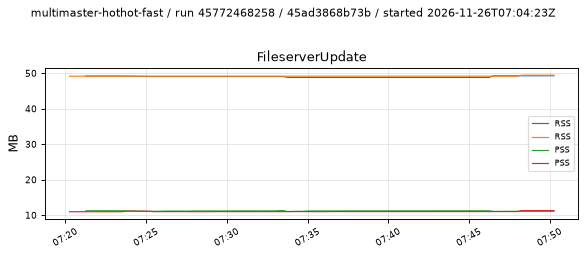 multimaster-hothot-fast / run 45772468258 / 45ad3868b73b / started 2026-11-26T07:04:23Z
FileserverUpdate
MB
50
40
30
20
10
RSS
RSS
PSS
PSS
07:20
07:25
07:30
07:35
07:40
07:45
07:50